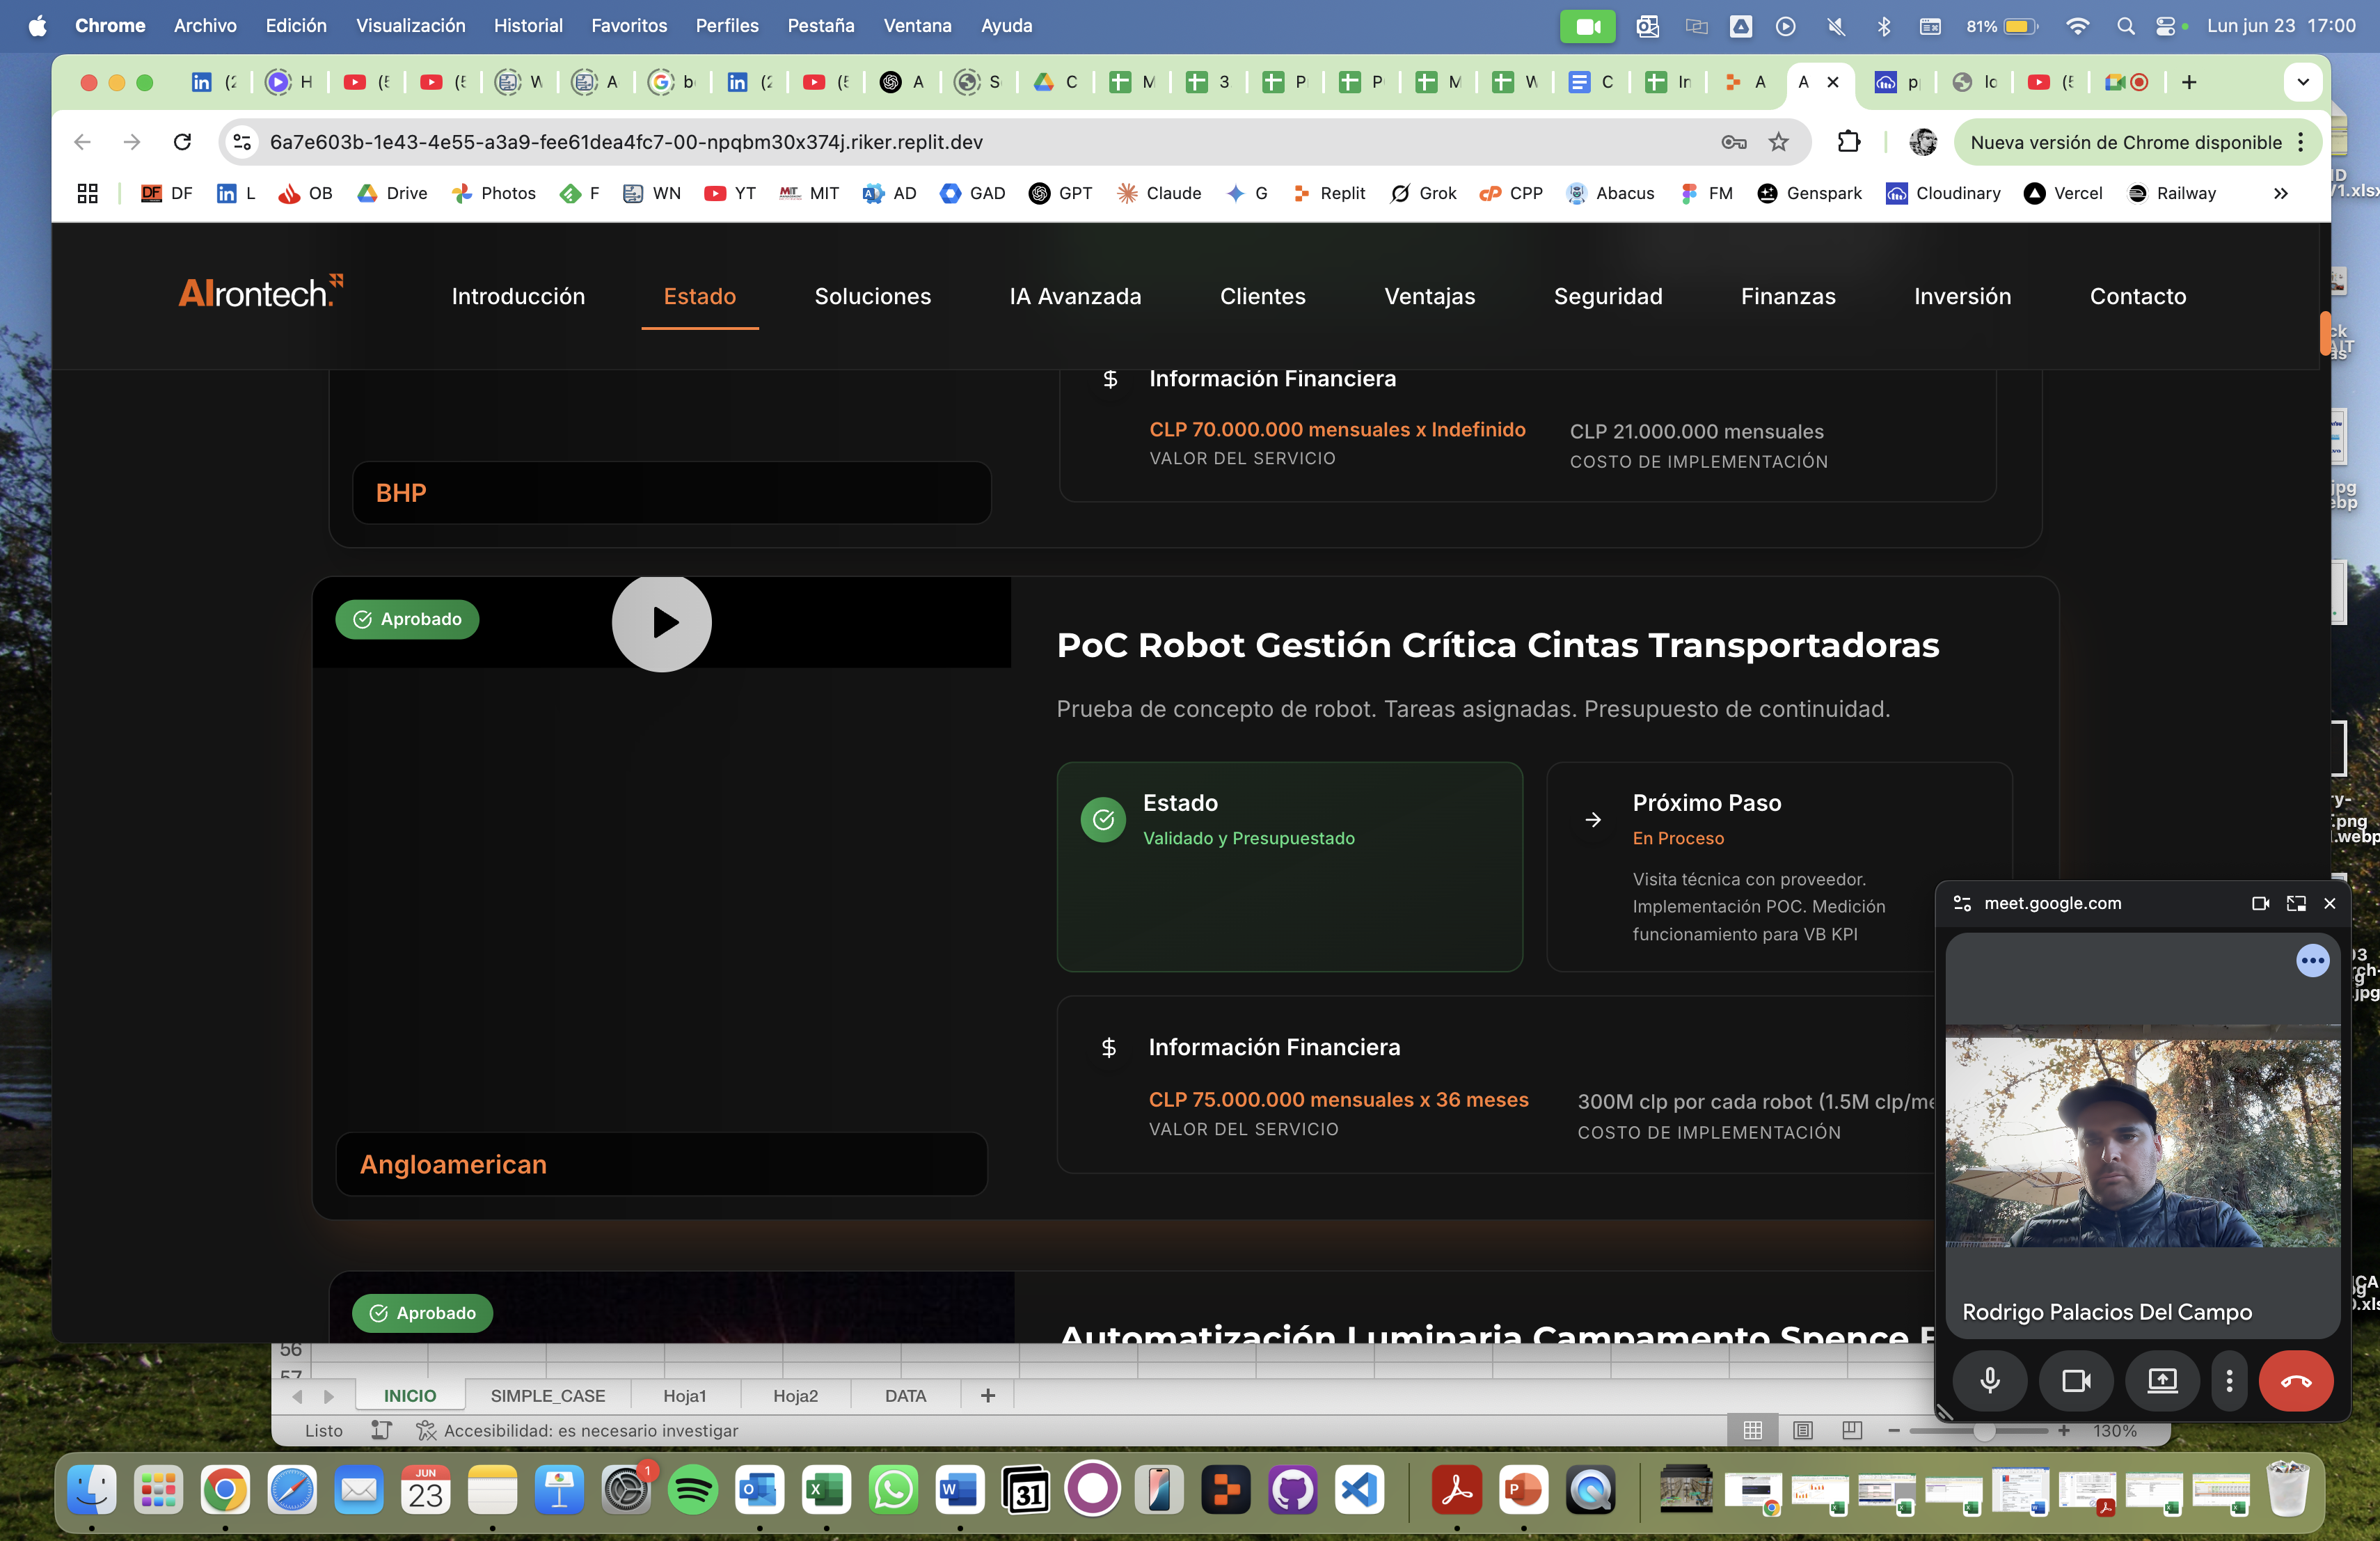 Chrome Archivo Edición Visualización Historial Favoritos Perfiles Pestaña Ventana Ayuda 81% Lun jun 23 17:00
6a7e603b-1e43-4e55-a3a9-fee61dea4fc7-00-npqbm30x374j.riker.replit.dev
Nueva versión de Chrome disponible
DF L OB Drive Photos F WN YT MIT AD GAD GPT Claude G Replit Grok CPP Abacus FM Genspark Cloudinary Vercel Railway
AIrontech. Introducción Estado Soluciones IA Avanzada Clientes Ventajas Seguridad Finanzas Inversión Contacto
Información Financiera
CLP 70.000.000 mensuales x Indefinido CLP 21.000.000 mensuales
VALOR DEL SERVICIO COSTO DE IMPLEMENTACIÓN
BHP
Aprobado
PoC Robot Gestión Crítica Cintas Transportadoras
Prueba de concepto de robot. Tareas asignadas. Presupuesto de continuidad.
Estado
Validado y Presupuestado
Próximo Paso
En Proceso
Visita técnica con proveedor.
Implementación POC. Medición
funcionamiento para VB KPI
Información Financiera
CLP 75.000.000 mensuales x 36 meses 300M clp por cada robot (1.5M clp/me
VALOR DEL SERVICIO COSTO DE IMPLEMENTACIÓN
Angloamerican
Aprobado
Automatización Luminaria Campamento Spence
meet.google.com
Rodrigo Palacios Del Campo
56
57
INICIO SIMPLE_CASE Hoja1 Hoja2 DATA
Listo Accesibilidad: es necesario investigar 130%
JUN
23
1
31